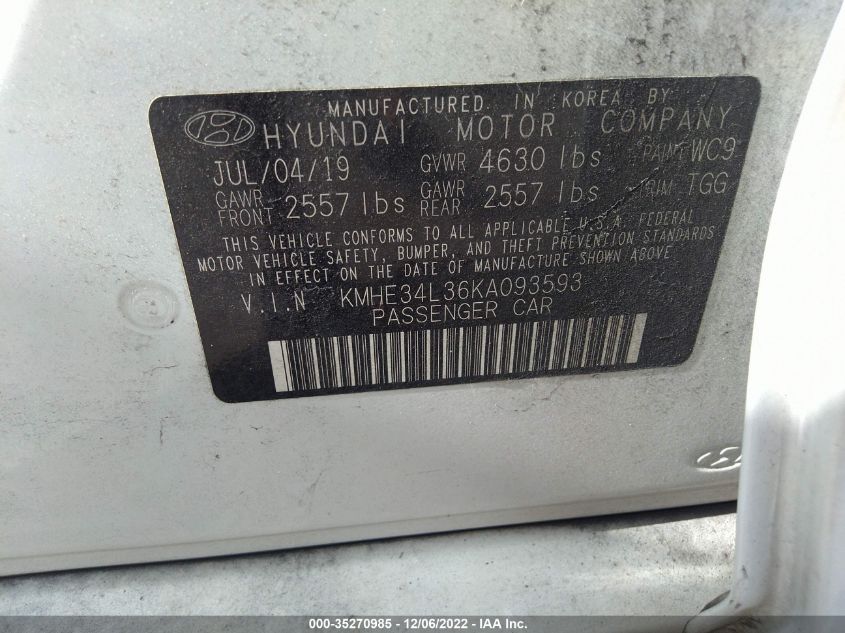 MANUFACTURED IN KOREA BY
HYUNDAI MOTOR COMPANY
JUL/04/19 GVWR 4630 lbs PAINT WC9
GAWR FRONT 2557 lbs GAWR REAR 2557 lbs TRIM TGG
THIS VEHICLE CONFORMS TO ALL APPLICABLE U.S.A. FEDERAL
MOTOR VEHICLE SAFETY, BUMPER, AND THEFT PREVENTION STANDARDS
IN EFFECT ON THE DATE OF MANUFACTURE SHOWN ABOVE
V.I.N KMHE34L36KA093593
PASSENGER CAR
000-35270985 - 12/06/2022 - IAA Inc.